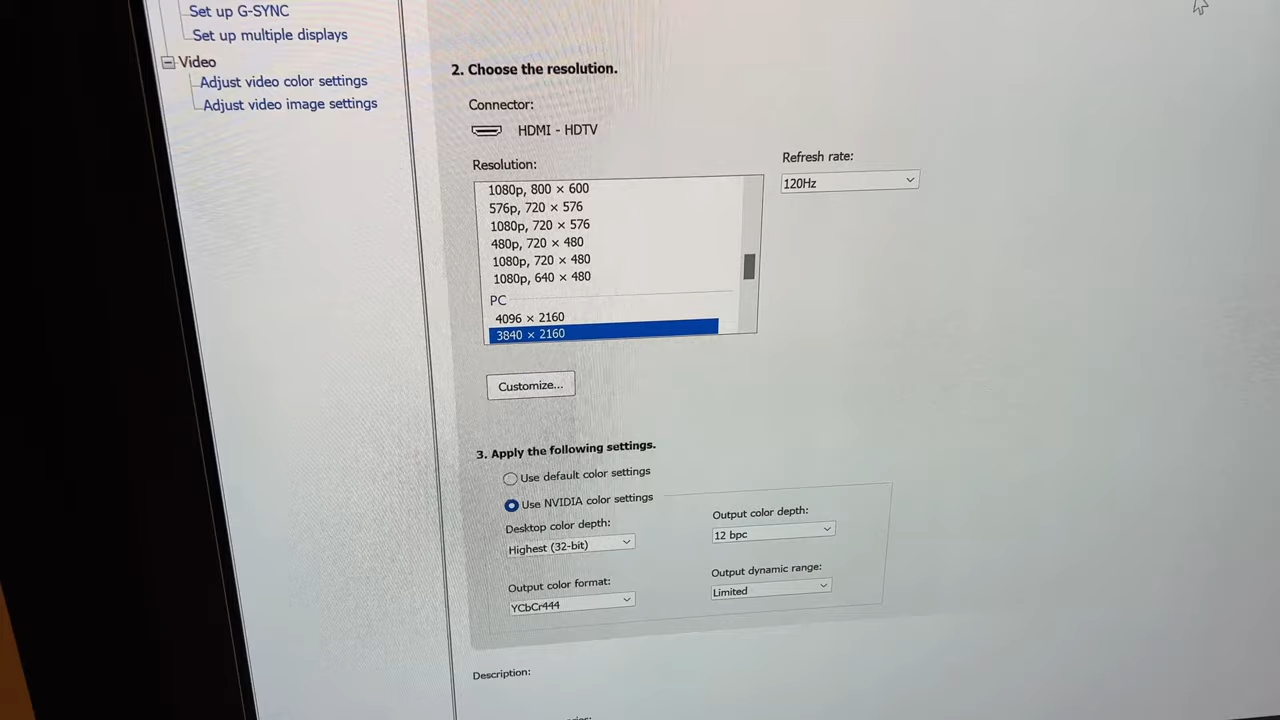 Set up G-SYNC
Set up multiple displays
Video
Adjust video color settings
Adjust video image settings
2. Choose the resolution.
Connector:
HDMI - HDTV
Resolution:
1080p, 800 × 600
576p, 720 × 576
1080p, 720 × 576
480p, 720 × 480
1080p, 720 × 480
1080p, 640 × 480
PC
4096 × 2160
3840 × 2160
Refresh rate:
120Hz
Customize...
3. Apply the following settings.
Use default color settings
Use NVIDIA color settings
Desktop color depth:
Highest (32-bit)
Output color depth:
12 bpc
Output color format:
YCbCr444
Output dynamic range:
Limited
Description: